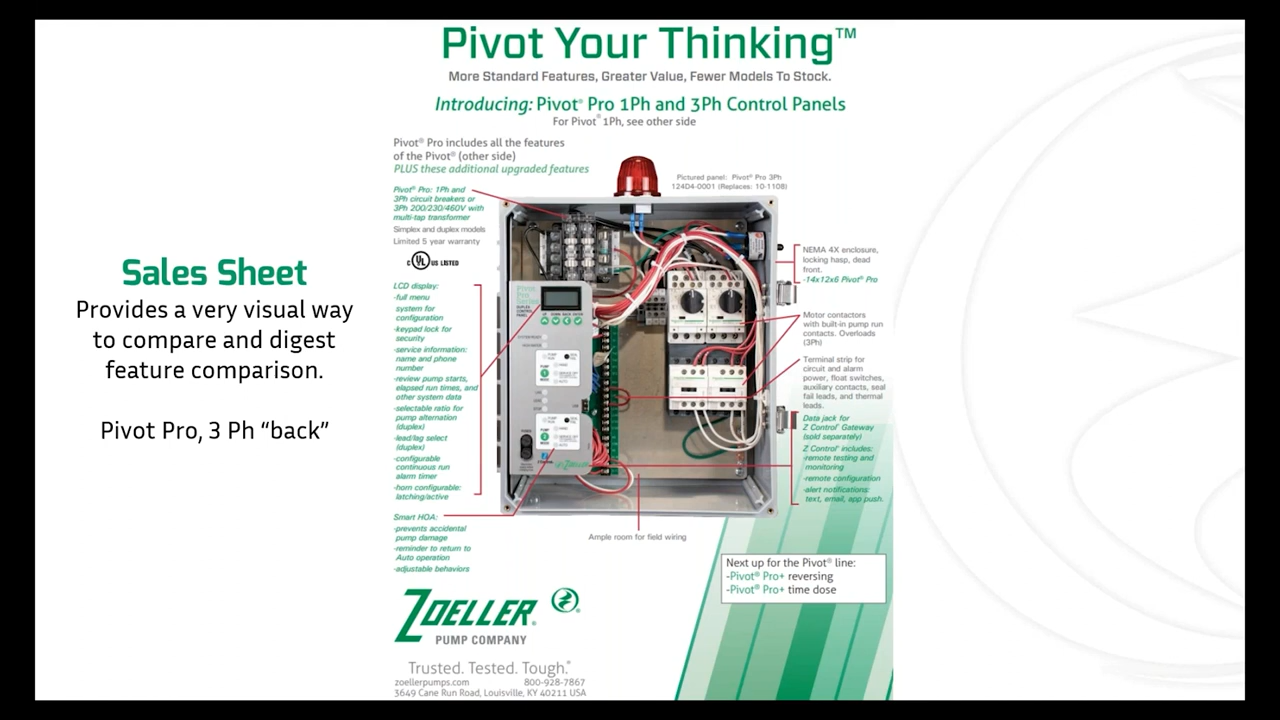 Pivot Your Thinking™
More Standard Features, Greater Value, Fewer Models To Stock.
Introducing: Pivot® Pro 1Ph and 3Ph Control Panels
For Pivot® 1Ph, see other side
Sales Sheet
Provides a very visual way
to compare and digest
feature comparison.
Pivot Pro, 3 Ph “back”
Pivot® Pro includes all the features
of the Pivot® (other side)
PLUS these additional upgraded features
Pivot® Pro: 1Ph and
3Ph circuit breakers or
3Ph 200/230/460V with
multi-tap transformer
Simplex and duplex models
Limited 5 year warranty
C UL US LISTED
LCD display:
-full menu
system for
configuration
-keypad lock for
security
-service information:
name and phone
number
-review pump starts,
elapsed run times, and
other system data
-selectable ratio for
pump alternation
(duplex)
-lead/lag select
(duplex)
-configurable
continuous run
alarm timer
-horn configurable:
latching/active
Smart HOA:
-prevents accidental
pump damage
-reminder to return to
Auto operation
-adjustable behaviors
Pictured panel: Pivot® Pro 3Ph
124D4-0001 (Replaces: 10-1108)
NEMA 4X enclosure,
locking hasp, dead
front.
-14x12x6 Pivot® Pro
Motor contactors
with built-in pump run
contacts. Overloads
(3Ph)
Terminal strip for
circuit and alarm
power, float switches,
auxiliary contacts, seal
fail leads, and thermal
leads.
Data jack for
Z Control® Gateway
(sold separately)
Z Control® includes:
-remote testing and
monitoring
-remote configuration
-alert notifications:
text, email, app push.
Ample room for field wiring
Next up for the Pivot® line:
-Pivot® Pro+ reversing
-Pivot® Pro+ time dose
ZOELLER®
PUMP COMPANY
Trusted. Tested. Tough.®
zoellerpumps.com 800-928-7867
3649 Cane Run Road, Louisville, KY 40211 USA